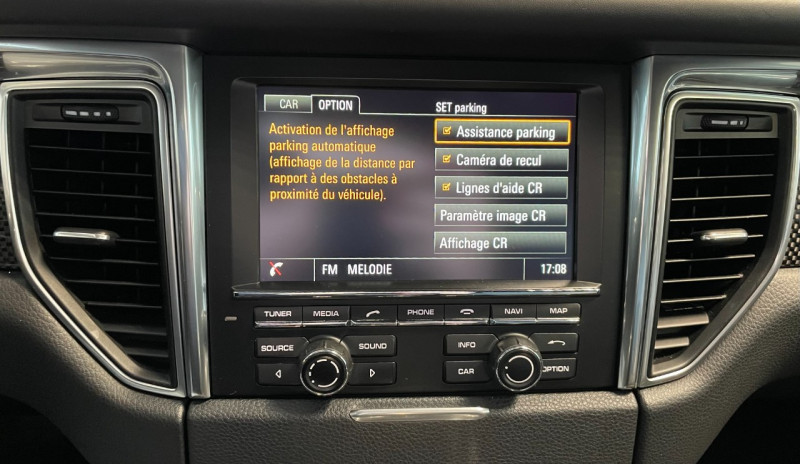 CAR OPTION
SET parking
Activation de l'affichage
parking automatique
(affichage de la distance par
rapport à des obstacles à
proximité du véhicule).
Assistance parking
Caméra de recul
Lignes d'aide CR
Paramètre image CR
Affichage CR
FM MELODIE 17:08
TUNER MEDIA PHONE NAVI MAP
SOURCE SOUND INFO
CAR OPTION